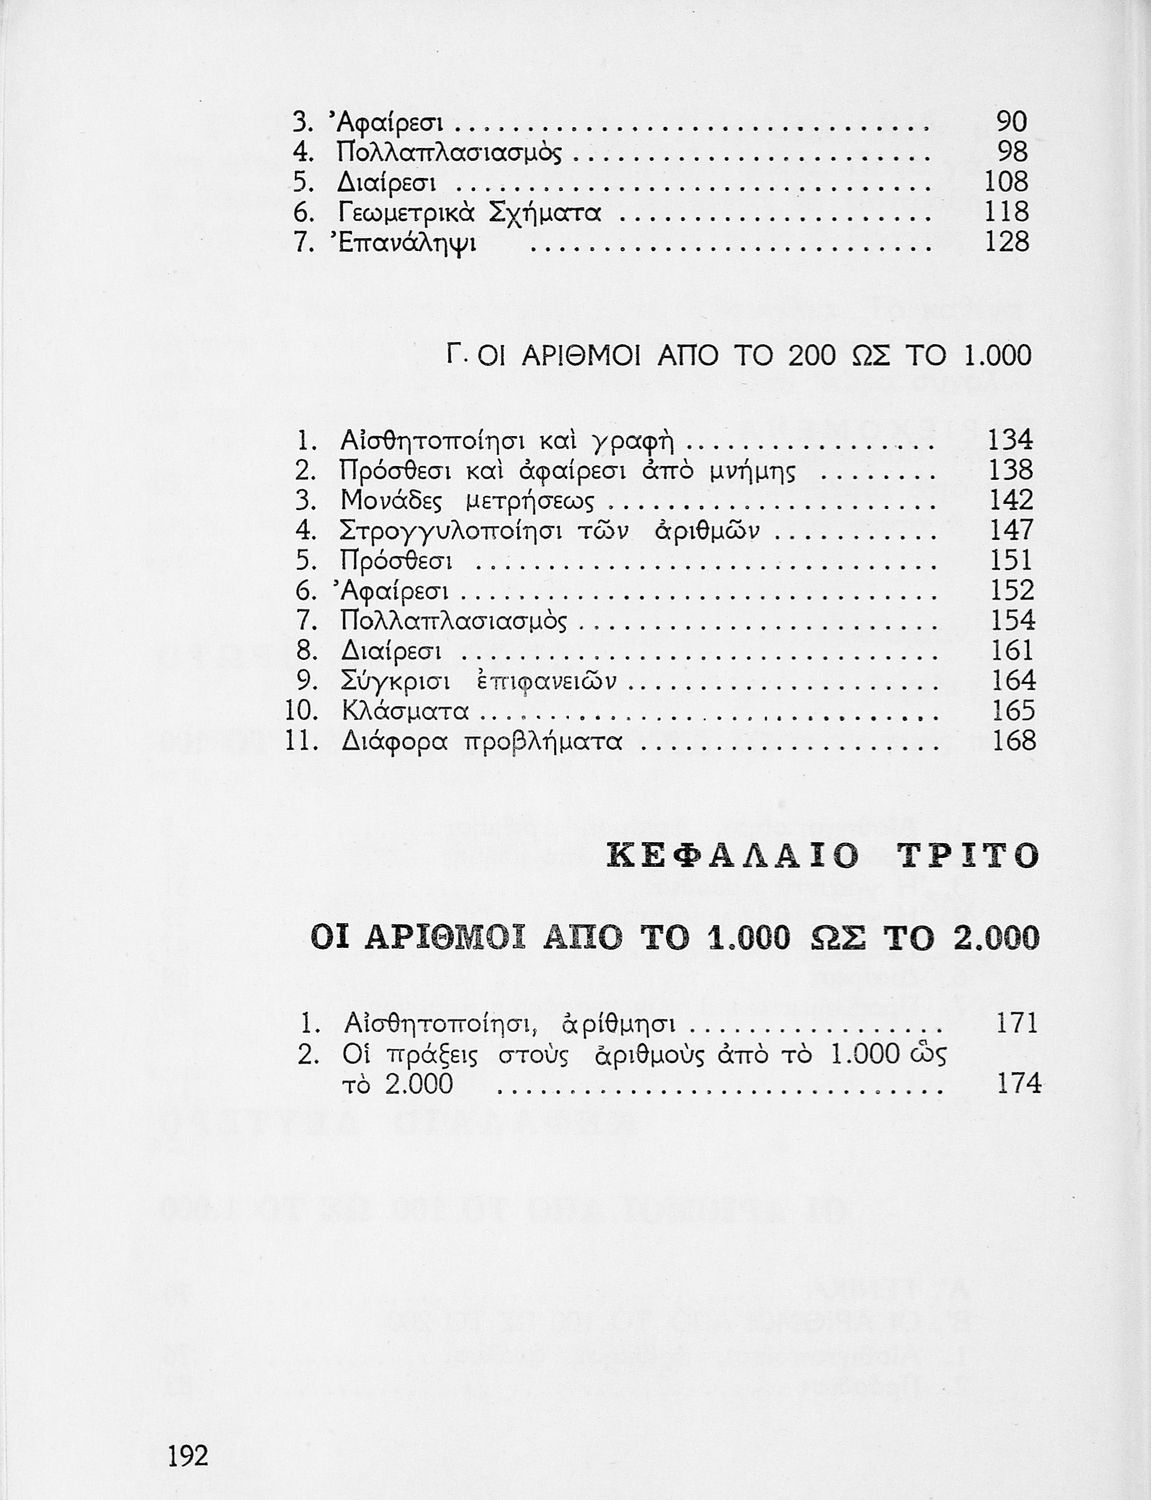 3. Ἀφαίρεσι ................................. 90
4. Πολλαπλασιασμὸς ......................... 98
5. Διαίρεσι ................................. 108
6. Γεωμετρικὰ Σχήματα ...................... 118
7. Ἐπανάληψι ............................ 128
Γ. ΟΙ ΑΡΙΘΜΟΙ ΑΠΟ ΤΟ 200 ΩΣ ΤΟ 1.000
1. Αἰσθητοποίησι καὶ γραφὴ .................. 134
2. Πρόσθεσι καὶ ἀφαίρεσι ἀπὸ μνήμης ........ 138
3. Μονάδες μετρήσεως ....................... 142
4. Στρογγυλοποίησι τῶν ἀριθμῶν ............ 147
5. Πρόσθεσι ................................ 151
6. Ἀφαίρεσι ................................. 152
7. Πολλαπλασιασμὸς ......................... 154
8. Διαίρεσι ................................. 161
9. Σύγκρισι ἐπιφανειῶν ...................... 164
10. Κλάσματα ................................ 165
11. Διάφορα προβλήματα ..................... 168
ΚΕΦΑΛΑΙΟ ΤΡΙΤΟ
ΟΙ ΑΡΙΘΜΟΙ ΑΠΟ ΤΟ 1.000 ΩΣ ΤΟ 2.000
1. Αἰσθητοποίησι, ἀρίθμησι .................. 171
2. Οἱ πράξεις στοὺς ἀριθμοὺς ἀπὸ τὸ 1.000 ὣς
τὸ 2.000 ............................... 174
192